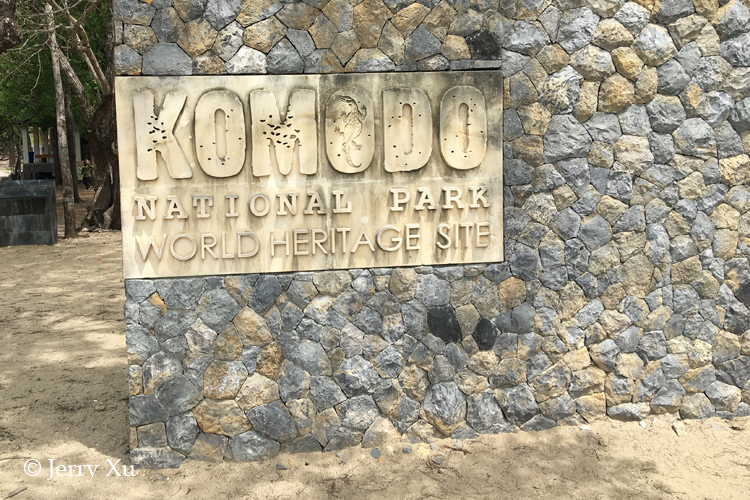 KOMODO
NATIONAL PARK
WORLD HERITAGE SITE
© Jerry Xu